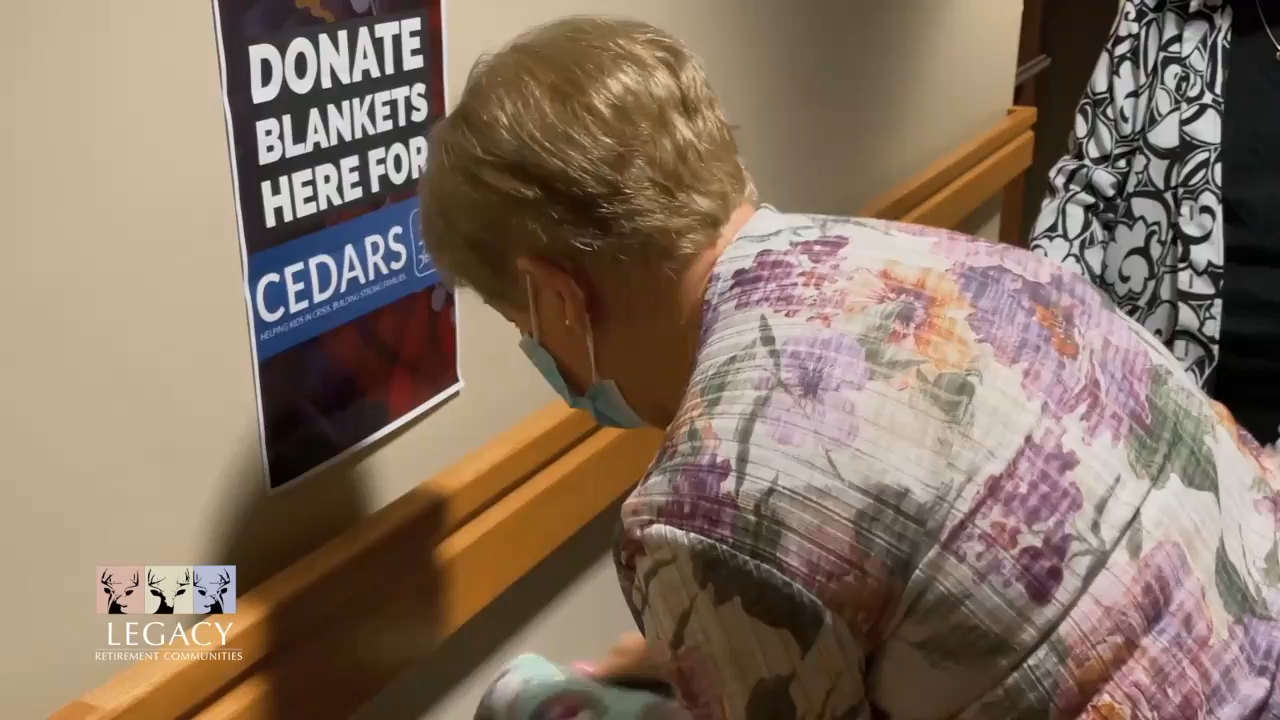 DONATE
BLANKETS
HERE FOR
CEDARS
HELPING KIDS IN CRISIS. BUILDING STRONG FAMILIES
LEGACY
RETIREMENT COMMUNITIES